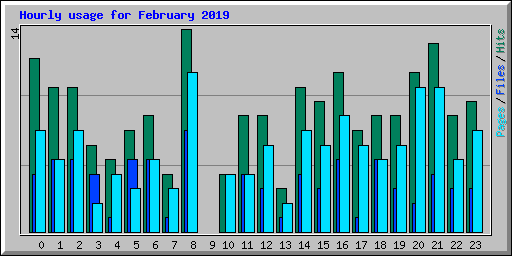 Hourly usage for February 2019
14
Pages/Files/Hits
0 1 2 3 4 5 6 7 8 9 10 11 12 13 14 15 16 17 18 19 20 21 22 23